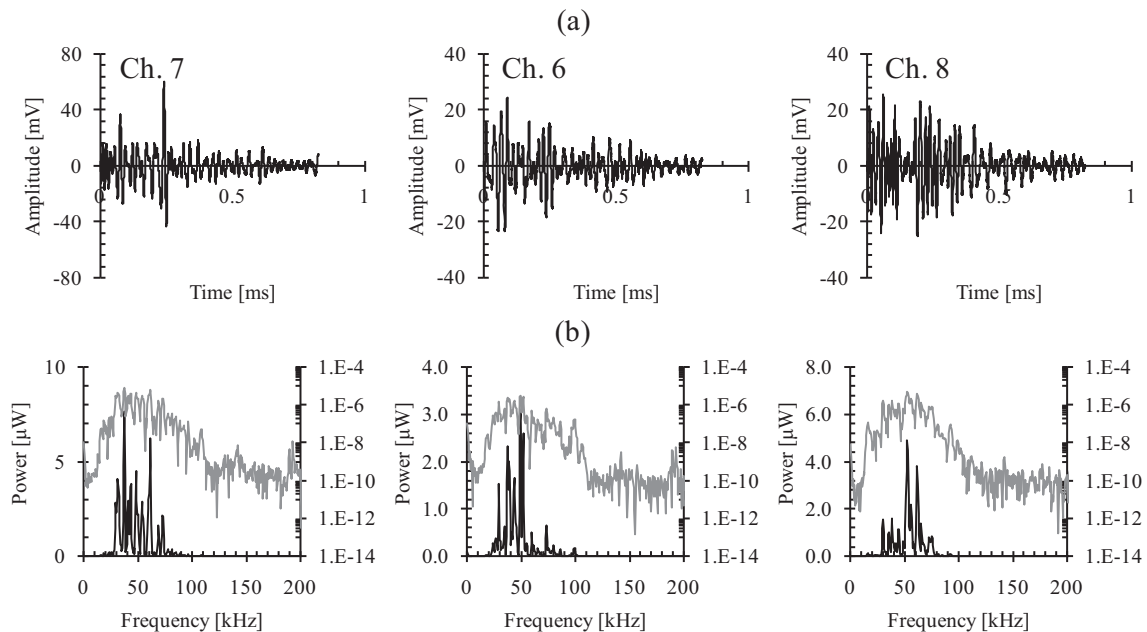 (a)
Ch. 7
Amplitude [mV]
80
40
0
-40
-80
0
0.5
1
Time [ms]
Ch. 6
Amplitude [mV]
40
20
0
-20
-40
0
0.5
1
Time [ms]
Ch. 8
Amplitude [mV]
40
20
0
-20
-40
0
0.5
1
Time [ms]
(b)
Power [µW]
10
5
0
1.E-4
1.E-6
1.E-8
1.E-10
1.E-12
1.E-14
0 50 100 150 200
Frequency [kHz]
Power [µW]
4.0
3.0
2.0
1.0
0.0
1.E-4
1.E-6
1.E-8
1.E-10
1.E-12
1.E-14
0 50 100 150 200
Frequency [kHz]
Power [µW]
8.0
6.0
4.0
2.0
0.0
1.E-4
1.E-6
1.E-8
1.E-10
1.E-12
1.E-14
0 50 100 150 200
Frequency [kHz]